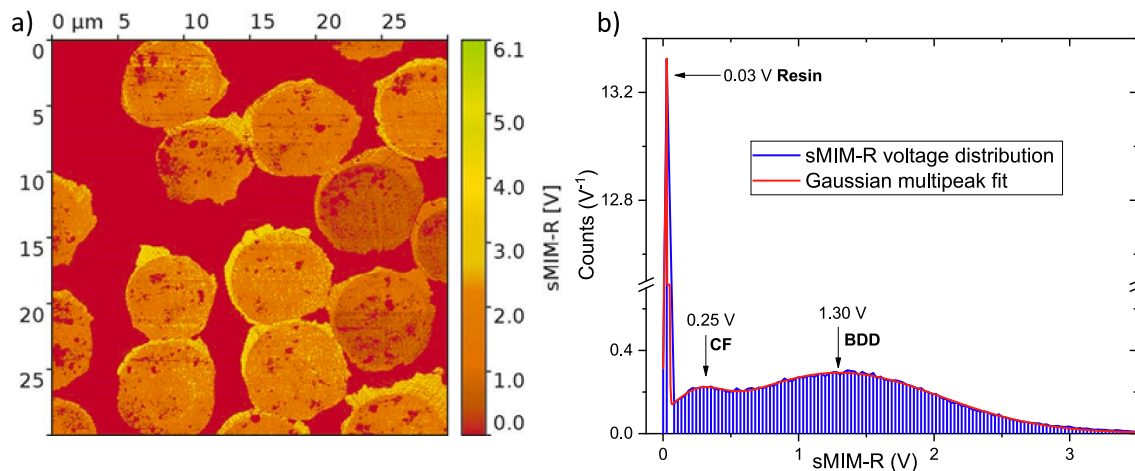 a)
0 µm 5 10 15 20 25
0
5
10
15
20
25
6.1
5.0
4.0
3.0
2.0
1.0
0.0
sMIM-R [V]
b)
Counts (V⁻¹)
13.2
12.8
0.4
0.0
0.03 V Resin
sMIM-R voltage distribution
Gaussian multipeak fit
0.25 V
CF
1.30 V
BDD
0 1 2 3
sMIM-R (V)